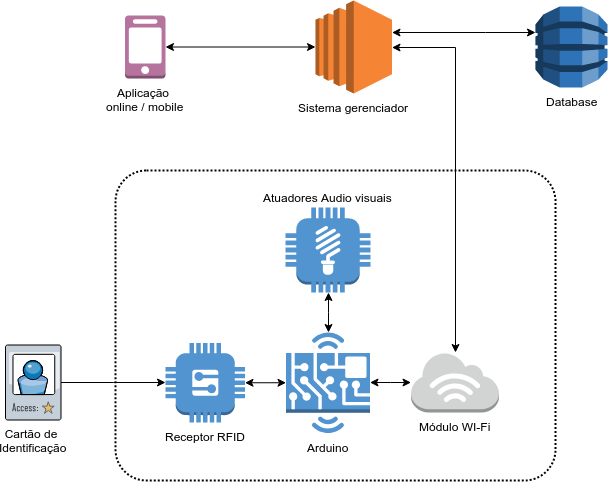 Aplicação
online / mobile
Sistema gerenciador
Database
Atuadores Audio visuais
Access:
Cartão de
Identificação
Receptor RFID
Arduino
Módulo WI-Fi